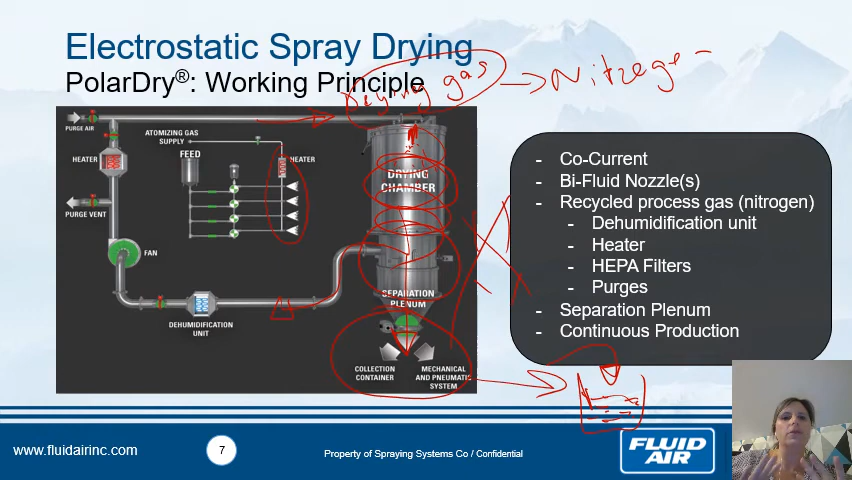 Electrostatic Spray Drying
PolarDry®: Working Principle
Drying gas → Nitrogen
PURGE AIR
ATOMIZING GAS
SUPPLY
HEATER
FEED
HEATER
DRYING
CHAMBER
PURGE VENT
FAN
SEPARATION
PLENUM
DEHUMIDIFICATION
UNIT
COLLECTION
CONTAINER
MECHANICAL
AND PNEUMATIC
SYSTEM
- Co-Current
- Bi-Fluid Nozzle(s)
- Recycled process gas (nitrogen)
- Dehumidification unit
- Heater
- HEPA Filters
- Purges
- Separation Plenum
- Continuous Production
www.fluidairinc.com
7
Property of Spraying Systems Co / Confidential
FLUID
AIR